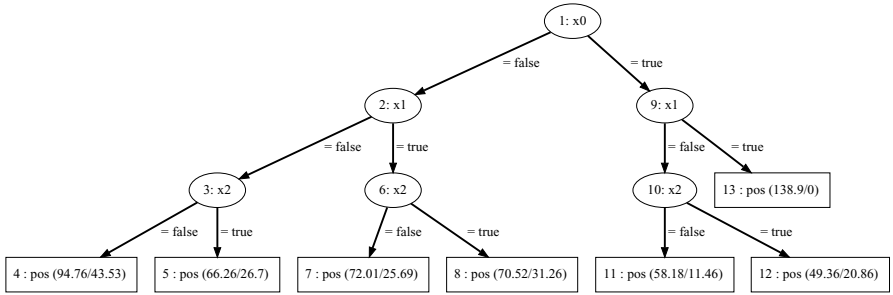 1: x0
= false
= true
2: x1
9: x1
= false
= true
= false
= true
3: x2
6: x2
10: x2
13 : pos (138.9/0)
= false
= true
= false
= true
= false
= true
4 : pos (94.76/43.53)
5 : pos (66.26/26.7)
7 : pos (72.01/25.69)
8 : pos (70.52/31.26)
11 : pos (58.18/11.46)
12 : pos (49.36/20.86)